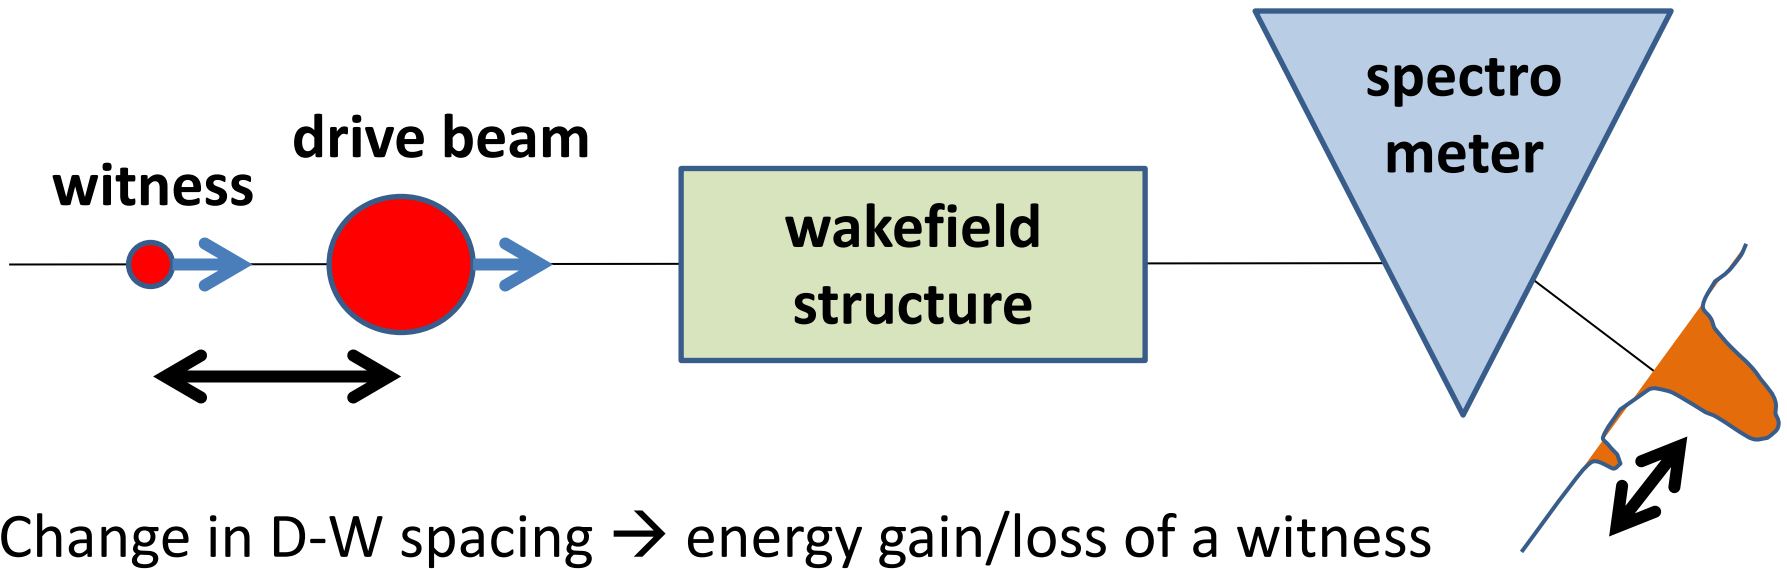 witness
drive beam
wakefield
structure
spectro
meter
Change in D-W spacing → energy gain/loss of a witness